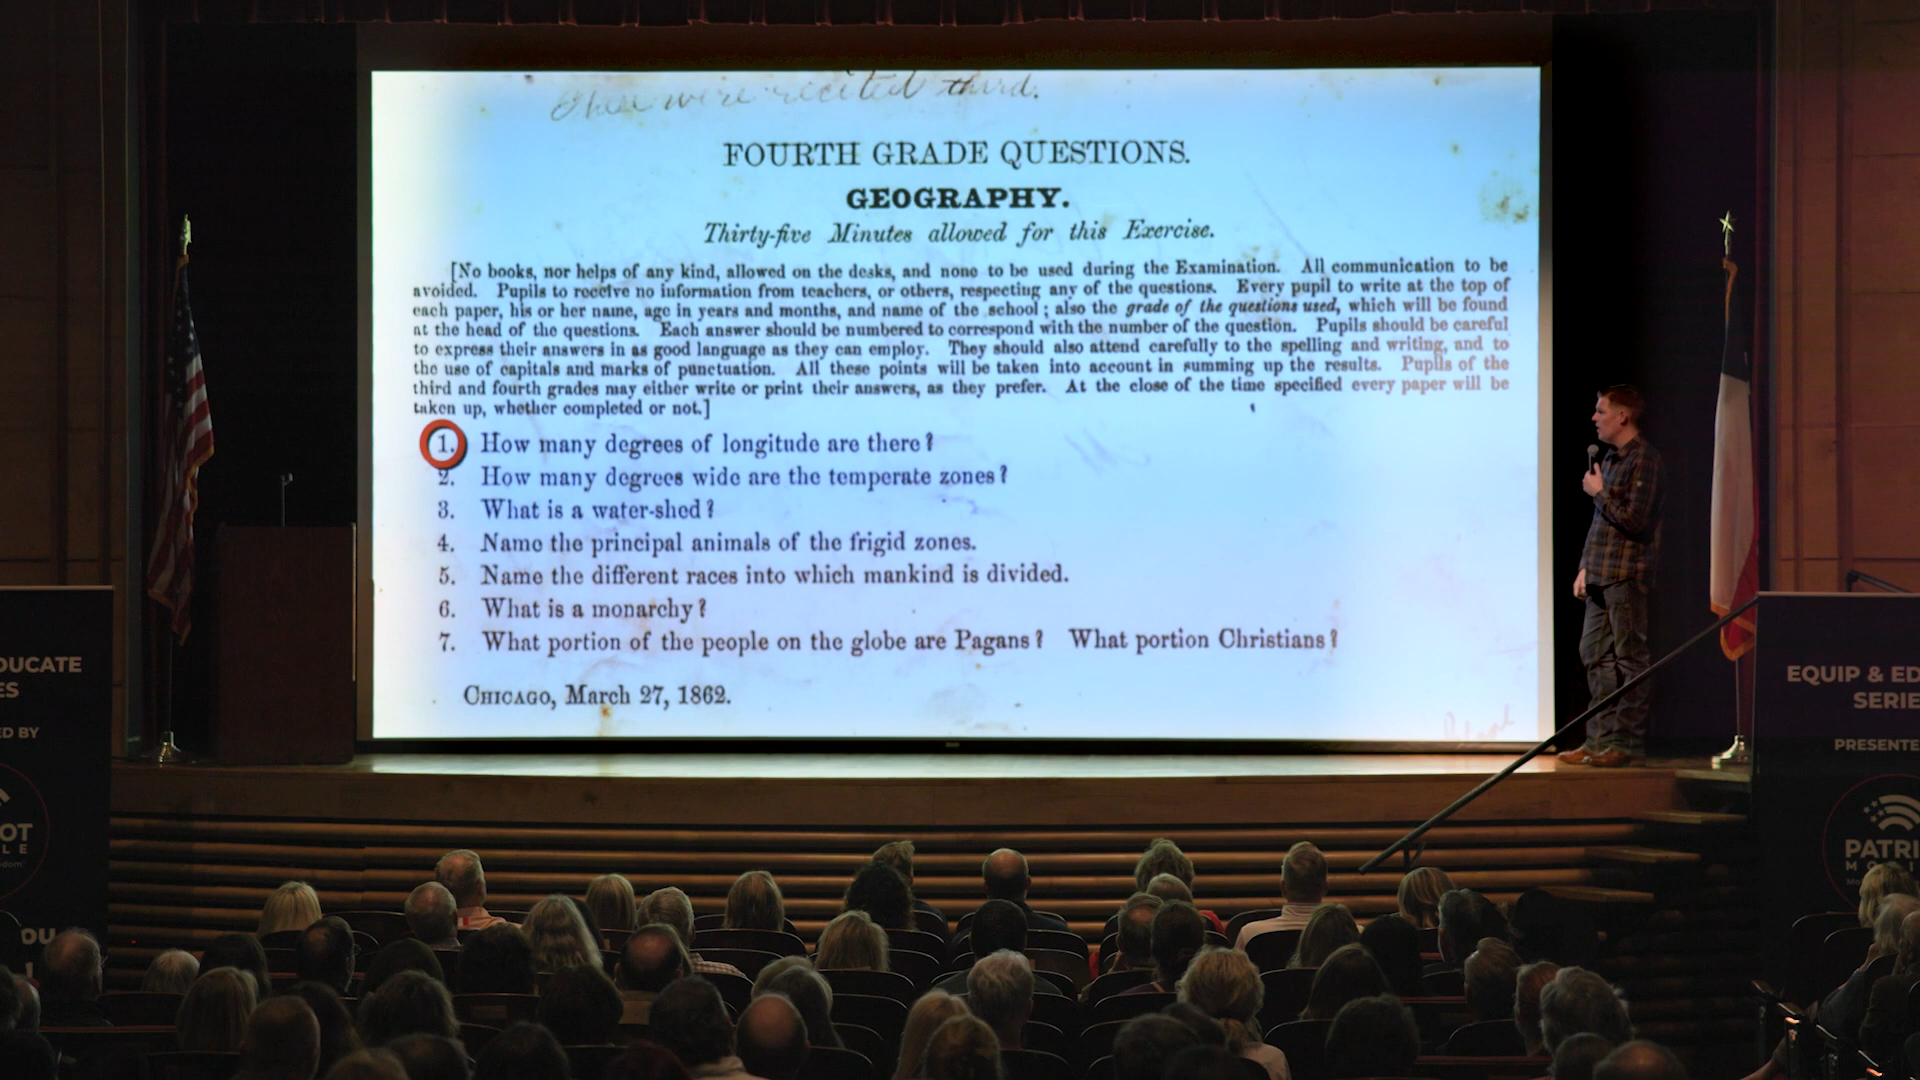 These were recited third.
FOURTH GRADE QUESTIONS.
GEOGRAPHY.
Thirty-five Minutes allowed for this Exercise.
[No books, nor helps of any kind, allowed on the desks, and none to be used during the Examination. All communication to be
avoided. Pupils to receive no information from teachers, or others, respecting any of the questions. Every pupil to write at the top of
each paper, his or her name, age in years and months, and name of the school; also the grade of the questions used, which will be found
at the head of the questions. Each answer should be numbered to correspond with the number of the question. Pupils should be careful
to express their answers in as good language as they can employ. They should also attend carefully to the spelling and writing, and to
the use of capitals and marks of punctuation. All these points will be taken into account in summing up the results. Pupils of the
third and fourth grades may either write or print their answers, as they prefer. At the close of the time specified every paper will be
taken up, whether completed or not.]
1. How many degrees of longitude are there?
2. How many degrees wide are the temperate zones?
3. What is a water-shed?
4. Name the principal animals of the frigid zones.
5. Name the different races into which mankind is divided.
6. What is a monarchy?
7. What portion of the people on the globe are Pagans? What portion Christians?
CHICAGO, March 27, 1862.
DUCATE
ES
ED BY
OT
LE
dom
OU
!
EQUIP & ED
SERIE
PRESENTE
PATRI
MOBI